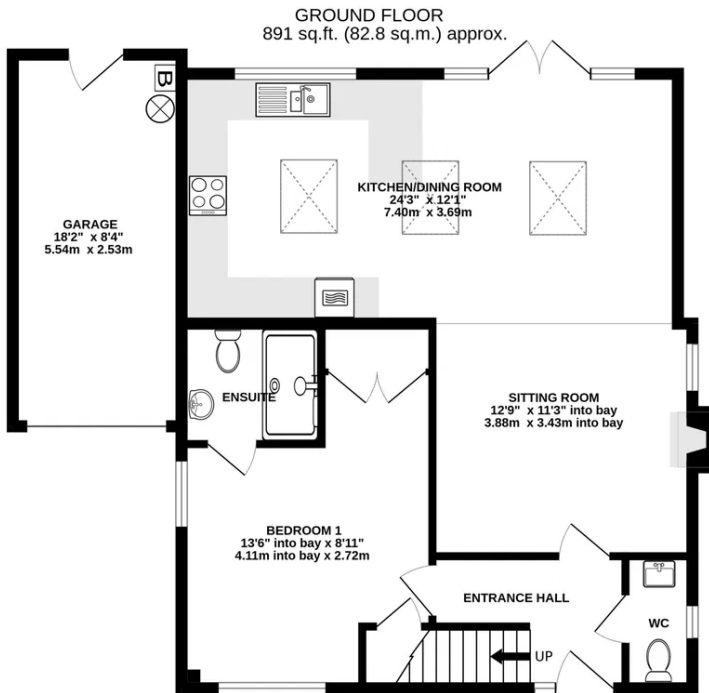 GROUND FLOOR
891 sq.ft. (82.8 sq.m.) approx.
B
KITCHEN/DINING ROOM
24'3" x 12'1"
7.40m x 3.69m
GARAGE
18'2" x 8'4"
5.54m x 2.53m
ENSUITE
SITTING ROOM
12'9" x 11'3" into bay
3.88m x 3.43m into bay
BEDROOM 1
13'6" into bay x 8'11"
4.11m into bay x 2.72m
ENTRANCE HALL
WC
UP